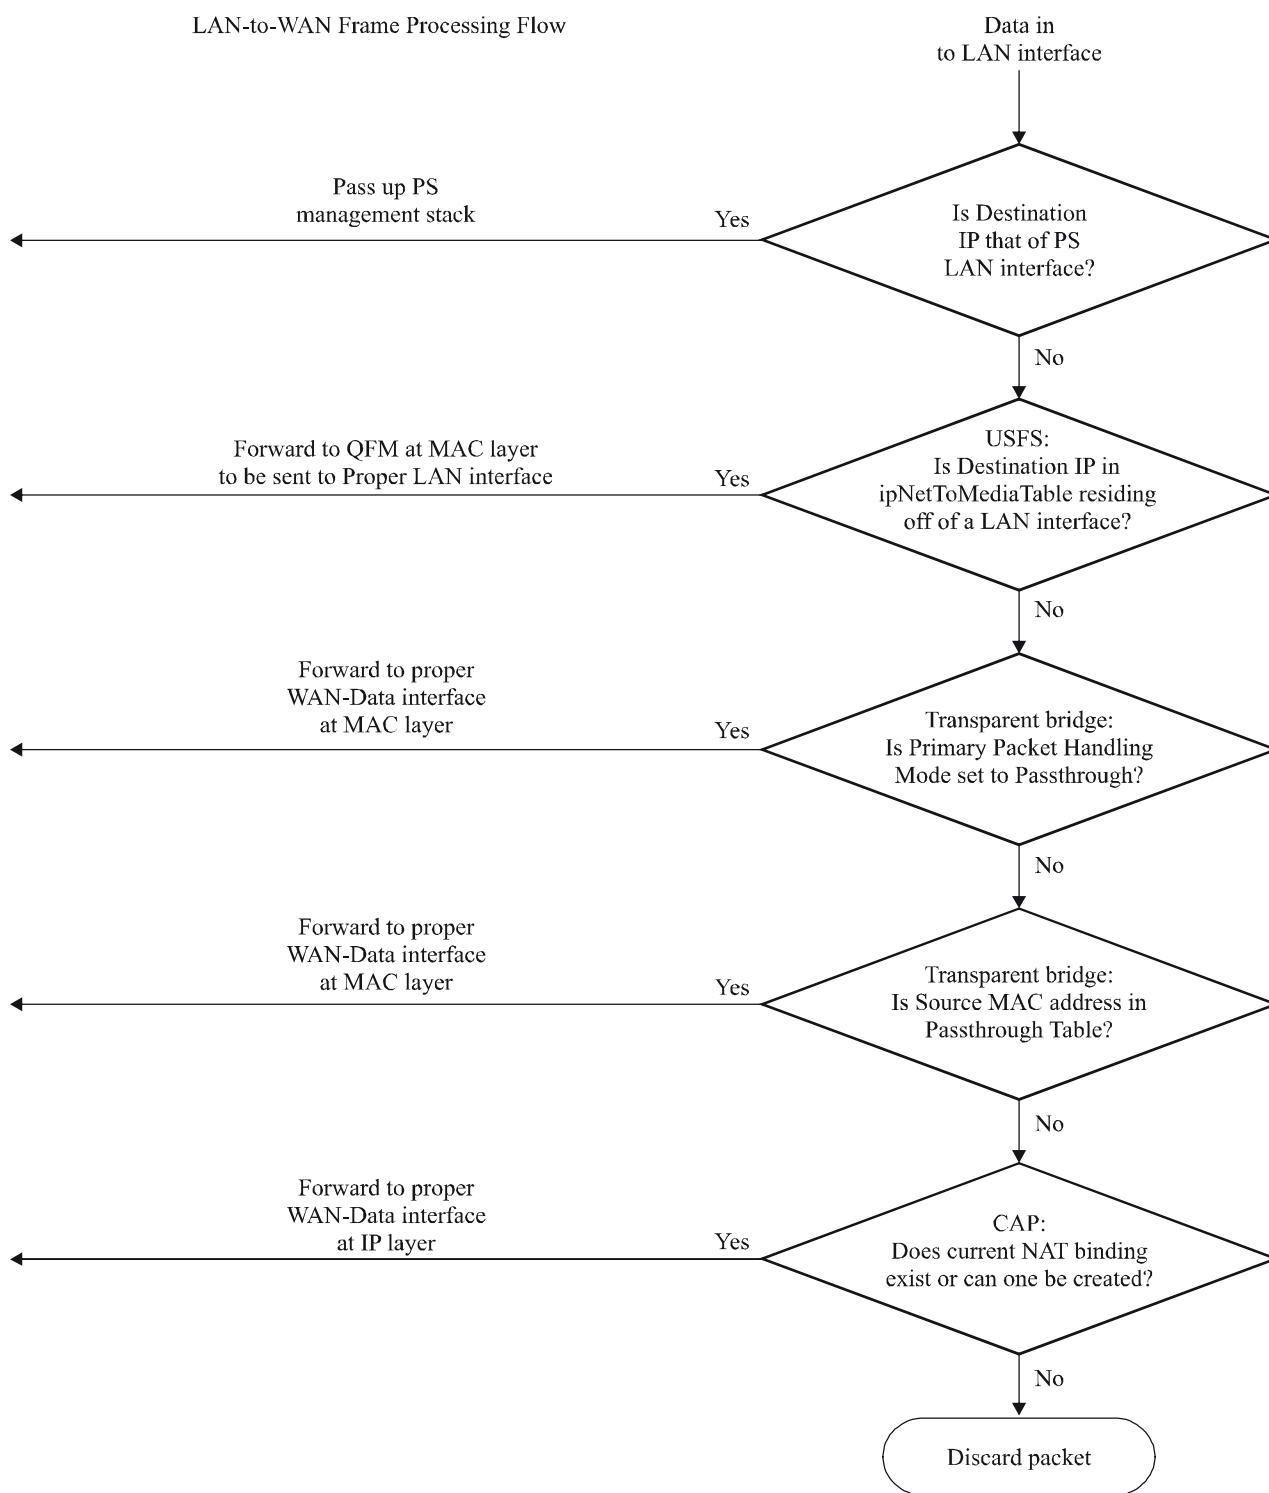 LAN-to-WAN Frame Processing Flow
Data in
to LAN interface
Pass up PS
management stack
Yes
Is Destination
IP that of PS
LAN interface?
No
Forward to QFM at MAC layer
to be sent to Proper LAN interface
Yes
USFS:
Is Destination IP in
ipNetToMediaTable residing
off of a LAN interface?
No
Forward to proper
WAN-Data interface
at MAC layer
Yes
Transparent bridge:
Is Primary Packet Handling
Mode set to Passthrough?
No
Forward to proper
WAN-Data interface
at MAC layer
Yes
Transparent bridge:
Is Source MAC address in
Passthrough Table?
No
Forward to proper
WAN-Data interface
at IP layer
Yes
CAP:
Does current NAT binding
exist or can one be created?
No
Discard packet